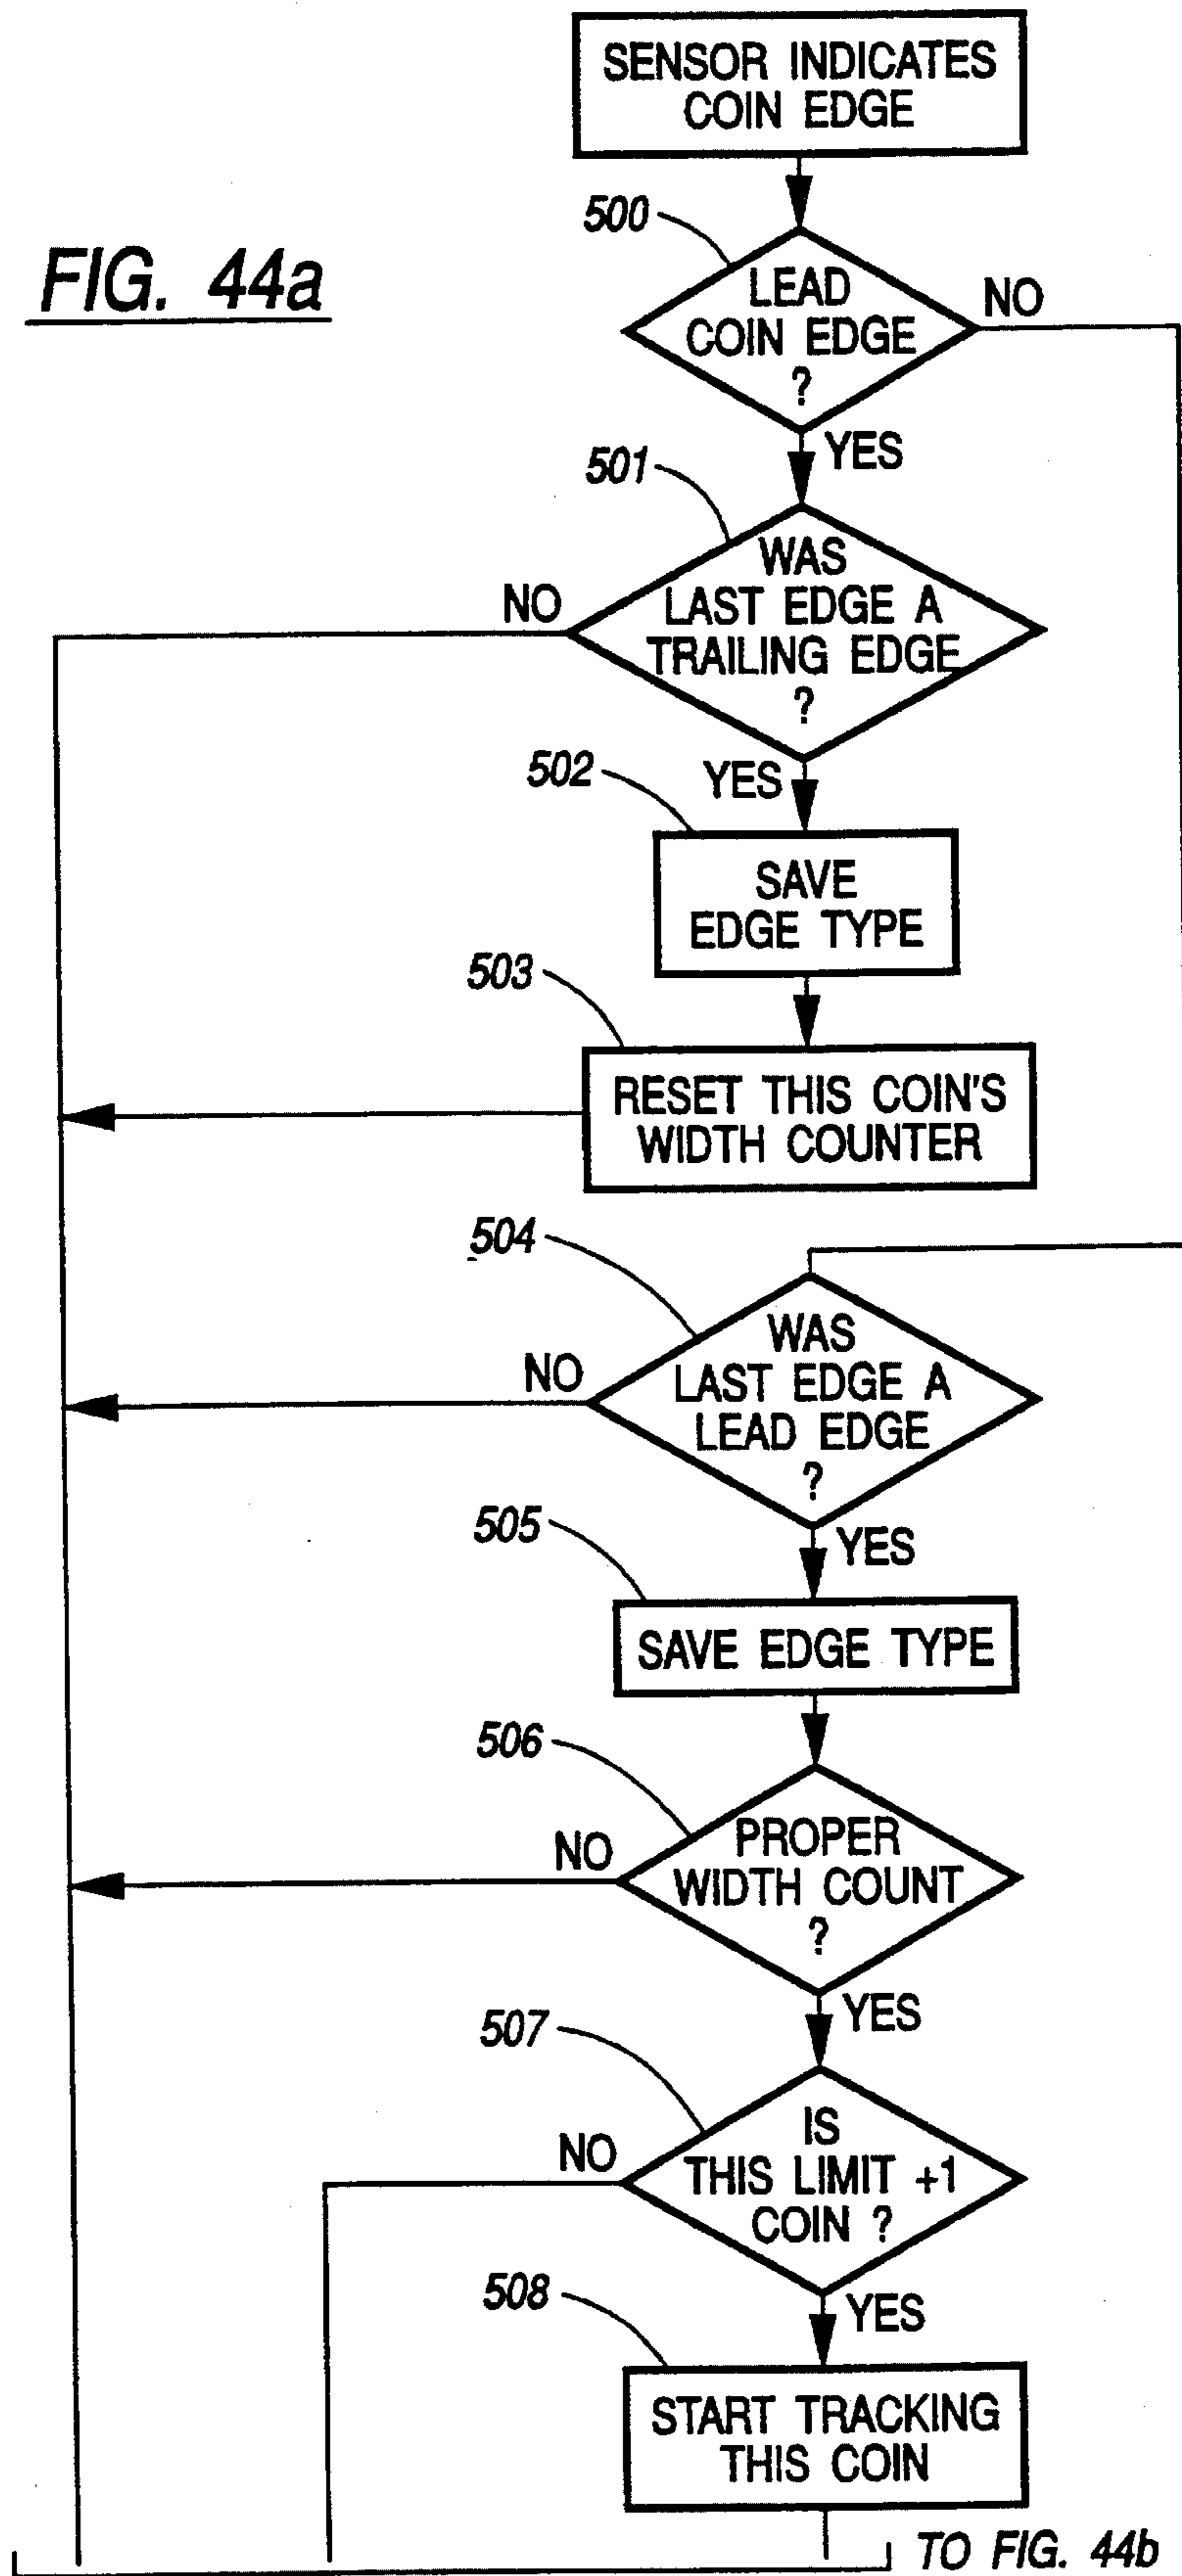 SENSOR INDICATES
COIN EDGE
500
FIG. 44a
LEAD
COIN EDGE
?
NO
YES
501
WAS
LAST EDGE A
TRAILING EDGE
?
NO
YES
502
SAVE
EDGE TYPE
503
RESET THIS COIN'S
WIDTH COUNTER
504
WAS
LAST EDGE A
LEAD EDGE
?
NO
YES
505
SAVE EDGE TYPE
506
PROPER
WIDTH COUNT
?
NO
YES
507
IS
THIS LIMIT +1
COIN ?
NO
YES
508
START TRACKING
THIS COIN
TO FIG. 44b